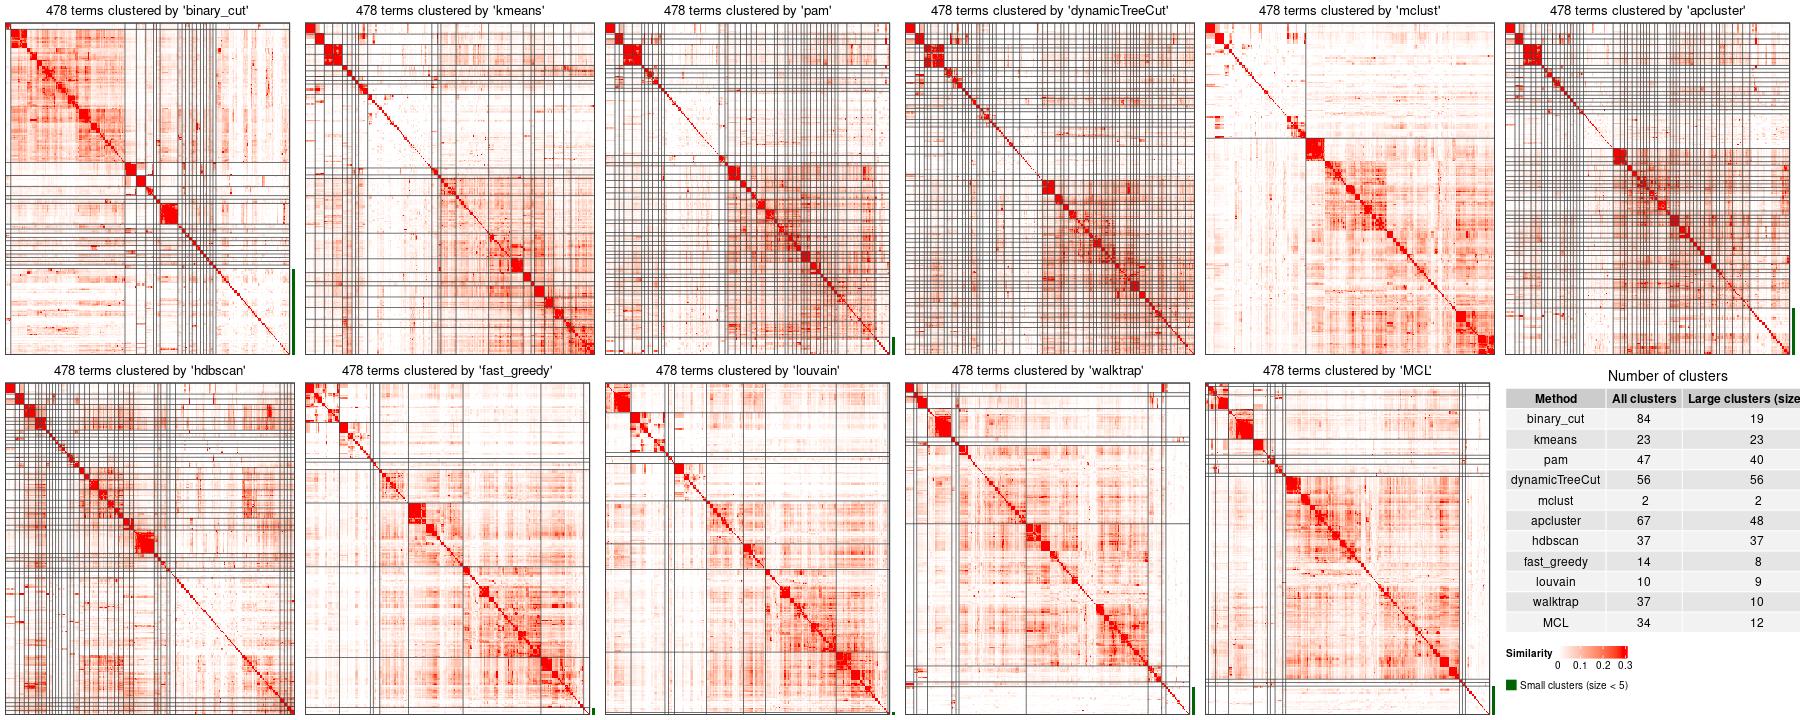 478 terms clustered by 'binary_cut'
478 terms clustered by 'kmeans'
478 terms clustered by 'pam'
478 terms clustered by 'dynamicTreeCut'
478 terms clustered by 'mclust'
478 terms clustered by 'apcluster'
478 terms clustered by 'hdbscan'
478 terms clustered by 'fast_greedy'
478 terms clustered by 'louvain'
478 terms clustered by 'walktrap'
478 terms clustered by 'MCL'
Number of clusters
Method All clusters Large clusters (size
binary_cut 84 19
kmeans 23 23
pam 47 40
dynamicTreeCut 56 56
mclust 2 2
apcluster 67 48
hdbscan 37 37
fast_greedy 14 8
louvain 10 9
walktrap 37 10
MCL 34 12
Similarity
0 0.1 0.2 0.3
Small clusters (size < 5)